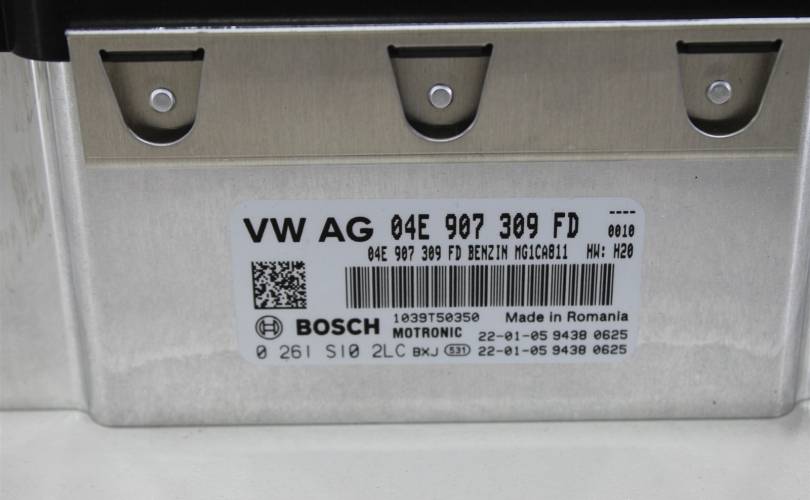 VW AG 04E 907 309 FD ----
0010
04E 907 309 FD BENZIN MG1CA811 HW: H20
1039T50350 Made in Romania
BOSCH MOTRONIC 22-01-05 9438 0625
0 261 S10 2LC BXJ 531 22-01-05 9438 0625